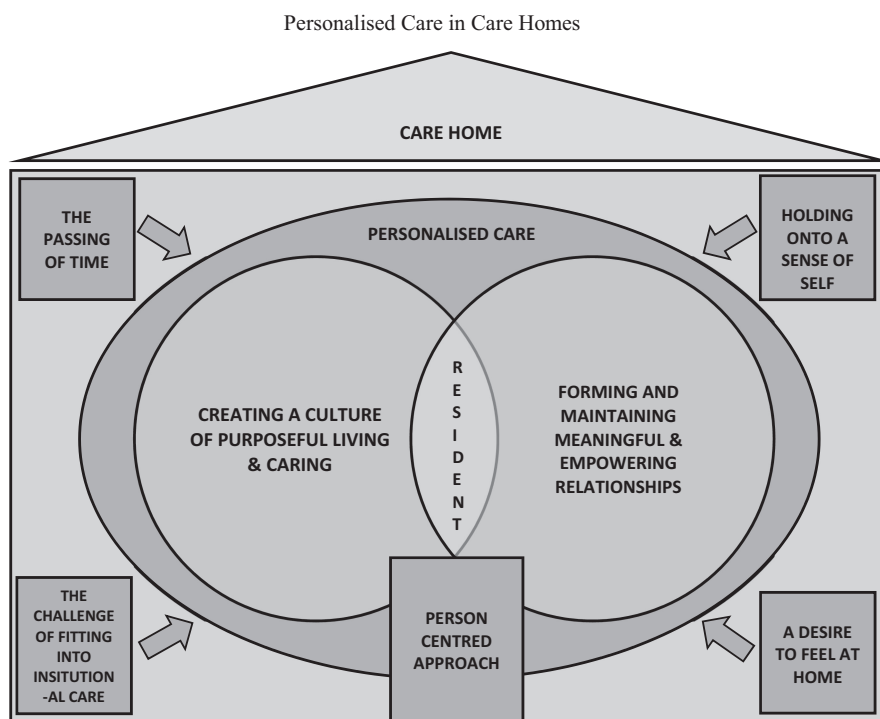 Personalised Care in Care Homes
CARE HOME
THE
PASSING
OF TIME
HOLDING
ONTO A
SENSE OF
SELF
PERSONALISED CARE
CREATING A CULTURE
OF PURPOSEFUL LIVING
& CARING
R
E
S
I
D
E
N
T
FORMING AND
MAINTAINING
MEANINGFUL &
EMPOWERING
RELATIONSHIPS
THE
CHALLENGE
OF FITTING
INTO
INSITUTION
-AL CARE
PERSON
CENTRED
APPROACH
A DESIRE
TO FEEL AT
HOME